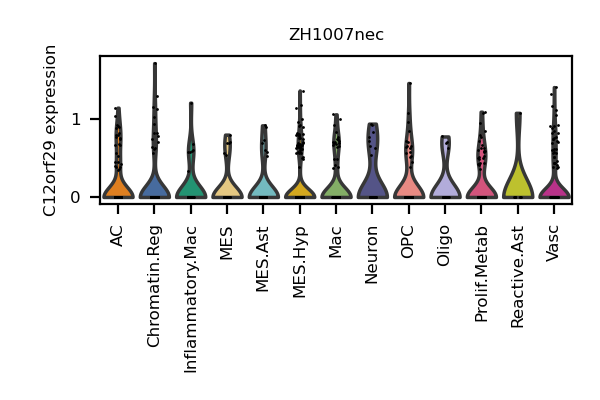 ZH1007nec
C12orf29 expression
1
0
AC
Chromatin.Reg
Inflammatory.Mac
MES
MES.Ast
MES.Hyp
Mac
Neuron
OPC
Oligo
Prolif.Metab
Reactive.Ast
Vasc